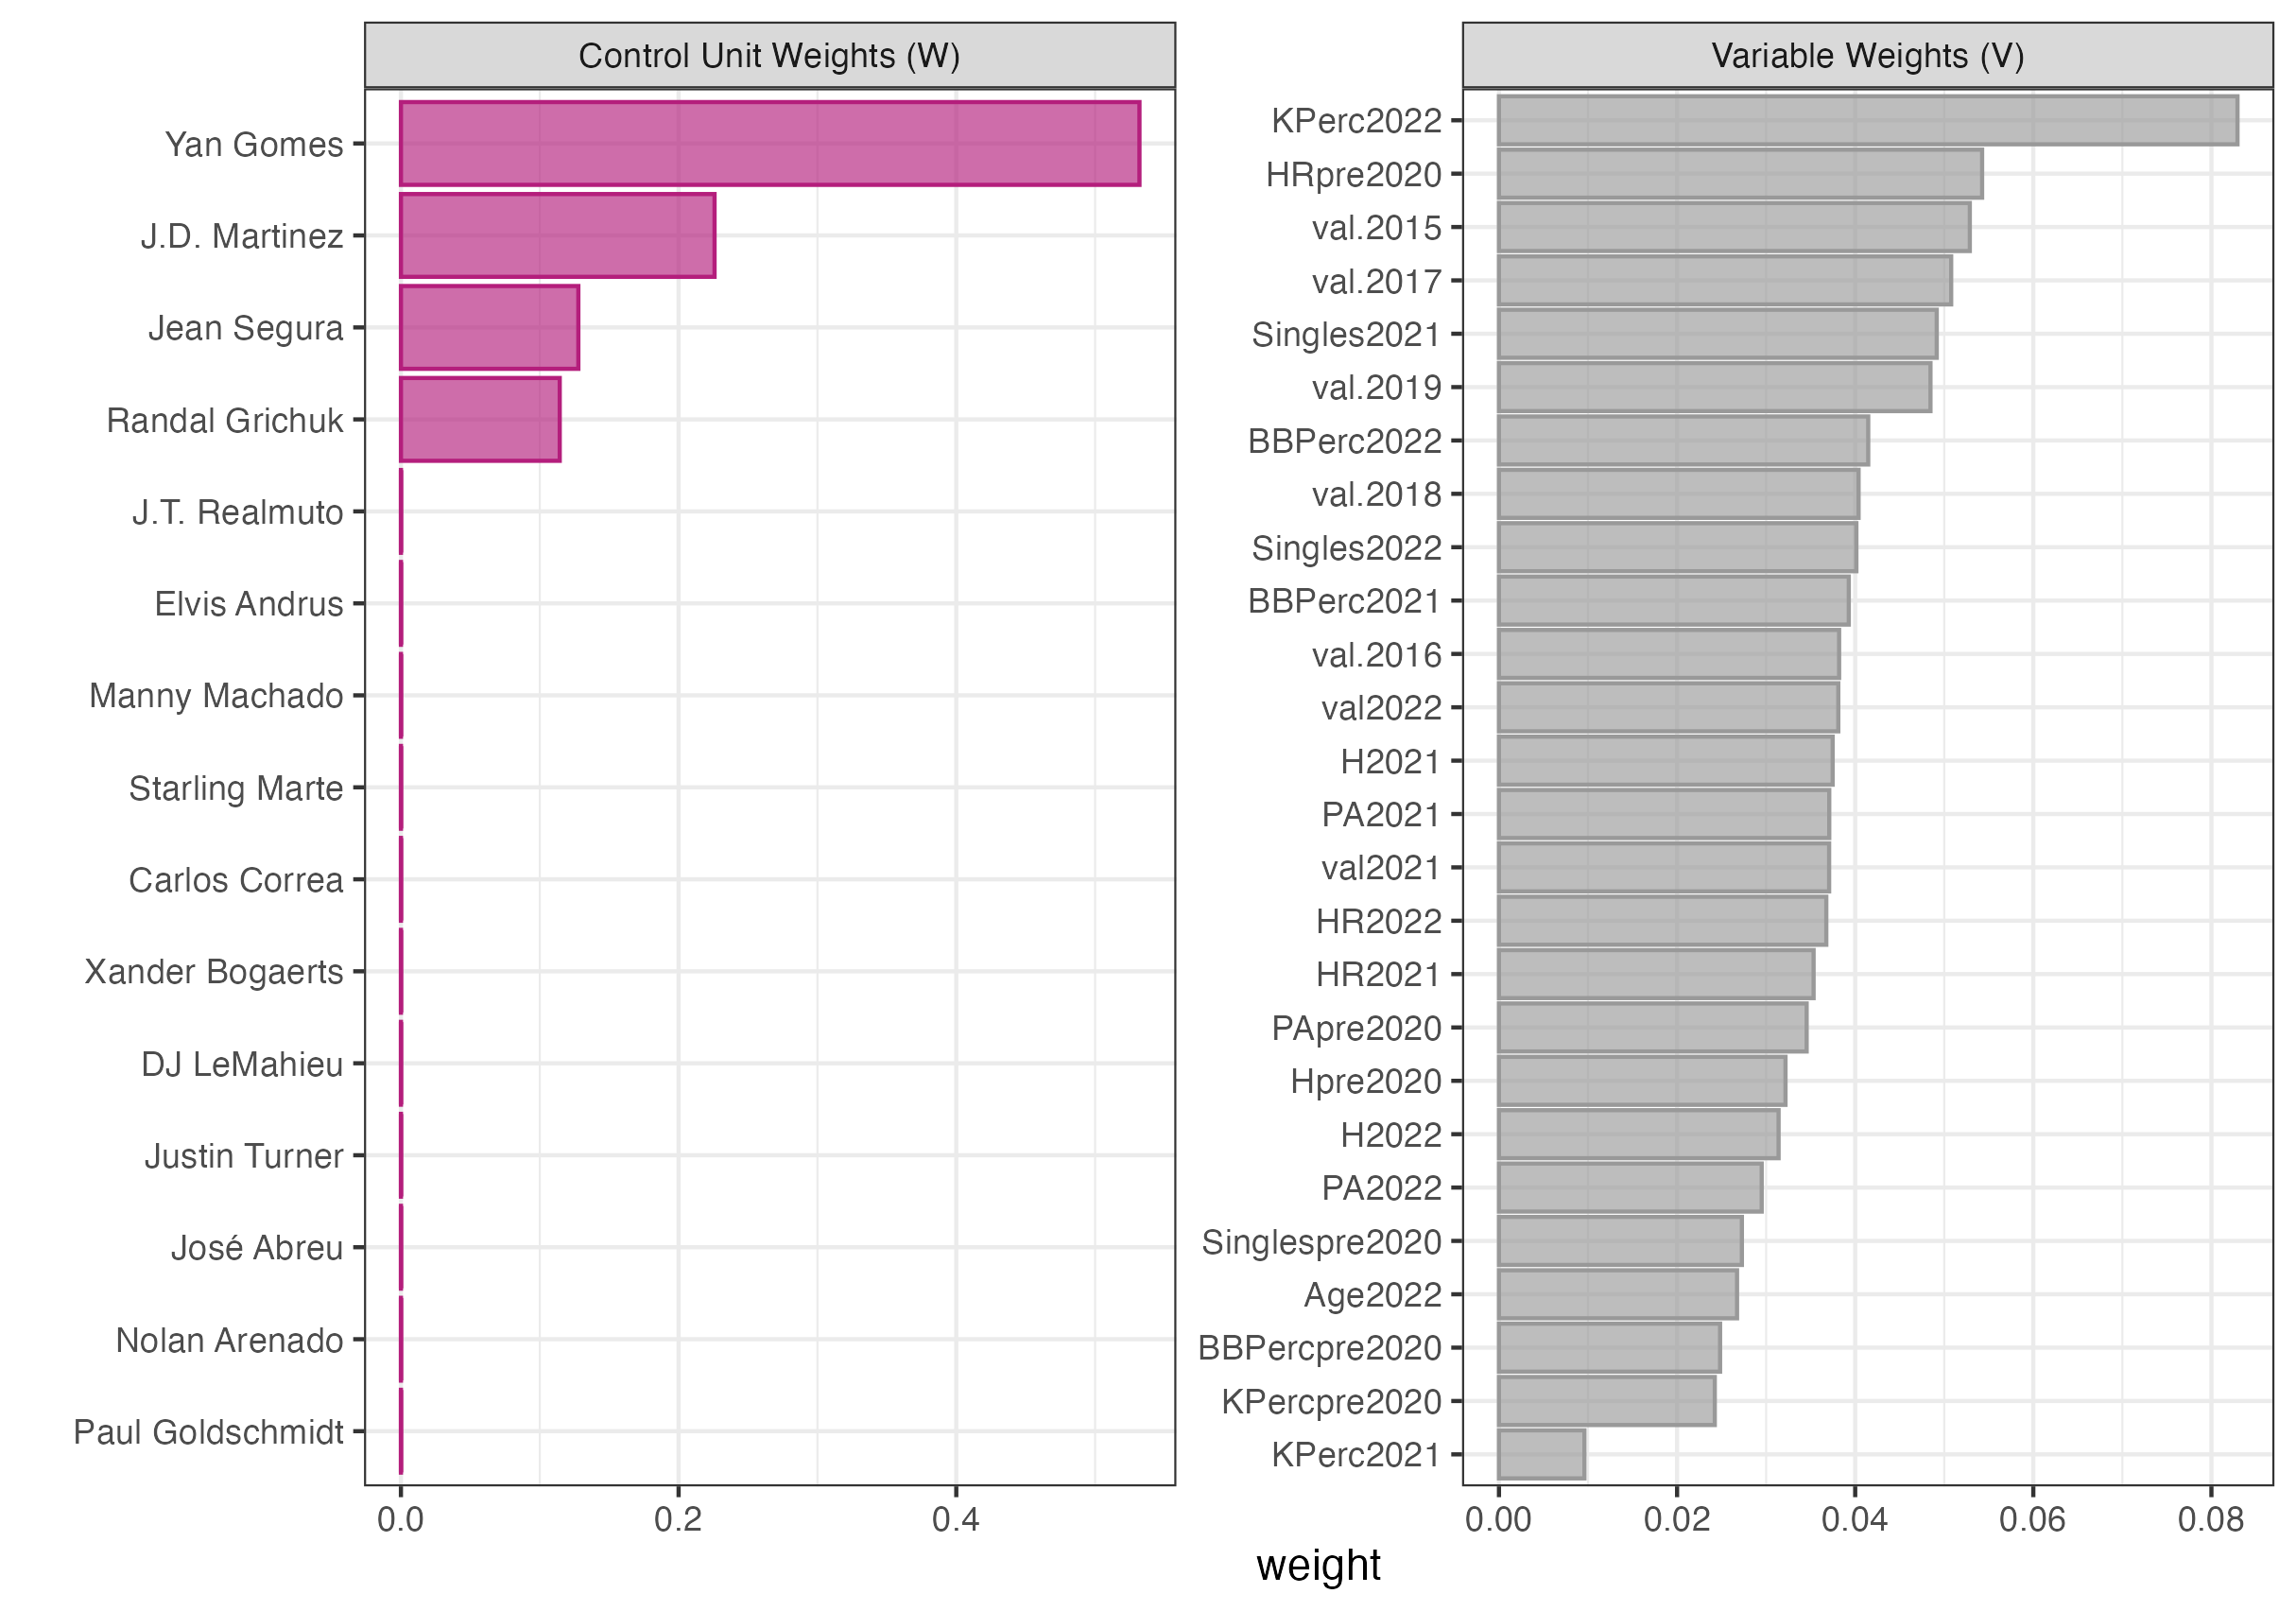 Control Unit Weights (W)
Yan Gomes
J.D. Martinez
Jean Segura
Randal Grichuk
J.T. Realmuto
Elvis Andrus
Manny Machado
Starling Marte
Carlos Correa
Xander Bogaerts
DJ LeMahieu
Justin Turner
José Abreu
Nolan Arenado
Paul Goldschmidt
0.0 0.2 0.4
Variable Weights (V)
KPerc2022
HRpre2020
val.2015
val.2017
Singles2021
val.2019
BBPerc2022
val.2018
Singles2022
BBPerc2021
val.2016
val2022
H2021
PA2021
val2021
HR2022
HR2021
PApre2020
Hpre2020
H2022
PA2022
Singlespre2020
Age2022
BBPercpre2020
KPercpre2020
KPerc2021
0.00 0.02 0.04 0.06 0.08
weight